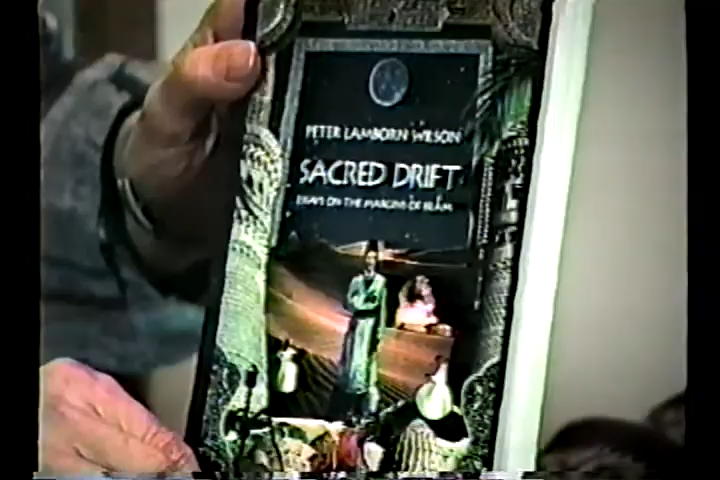 PETER LAMBORN WILSON
SACRED DRIFT
ESSAYS ON THE MARGINS OF ISLAM